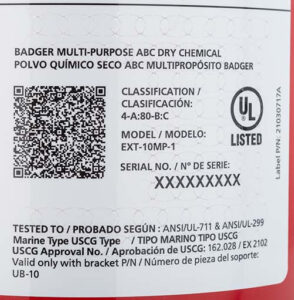 BADGER MULTI-PURPOSE ABC DRY CHEMICAL
POLVO QUÍMICO SECO ABC MULTIPROPÓSITO BADGER
CLASSIFICATION /
CLASIFICACIÓN:
4-A:80-B:C
MODEL / MODELO:
EXT-10MP-1
UL
LISTED
SERIAL NO. / Nº DE SERIE:
XXXXXXXXX
Label P/N: 21030717A
TESTED TO / PROBADO SEGÚN : ANSI/UL-711 & ANSI/UL-299
Marine Type USCG Type / TIPO MARINO TIPO USCG
USCG Approval No. / Aprobación de USCG: 162.028 / EX 2102
Valid only with bracket P/N / Número de pieza del soporte:
UB-10